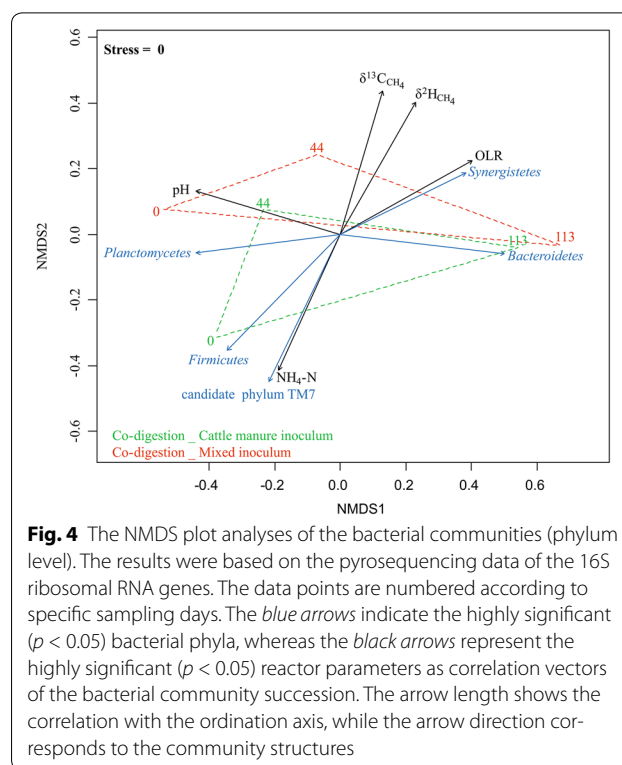 0.6
Stress = 0
δ¹³C_CH₄
δ²H_CH₄
0.4
44
OLR
0.2
Synergistetes
pH
44
0
NMDS2
0.0
113
113
Planctomycetes
Bacteroidetes
-0.2
0
Firmicutes
-0.4
NH₄-N
candidate phylum TM7
-0.6
Co-digestion _ Cattle manure inoculum
Co-digestion _ Mixed inoculum
-0.4 -0.2 0.0 0.2 0.4 0.6
NMDS1
Fig. 4 The NMDS plot analyses of the bacterial communities (phylum
level). The results were based on the pyrosequencing data of the 16S
ribosomal RNA genes. The data points are numbered according to
specific sampling days. The blue arrows indicate the highly significant
(p < 0.05) bacterial phyla, whereas the black arrows represent the
highly significant (p < 0.05) reactor parameters as correlation vectors
of the bacterial community succession. The arrow length shows the
correlation with the ordination axis, while the arrow direction cor-
responds to the community structures